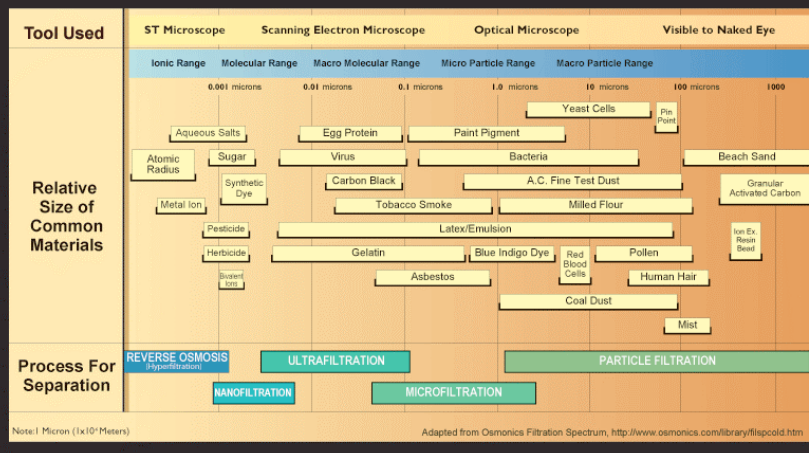 Tool Used
ST Microscope
Scanning Electron Microscope
Optical Microscope
Visible to Naked Eye
Ionic Range
Molecular Range
Macro Molecular Range
Micro Particle Range
Macro Particle Range
0.001 microns
0.01 microns
0.1 microns
1.0 microns
10 microns
100 microns
1000
Relative
Size of
Common
Materials
Yeast Cells
Pin
Point
Aqueous Salts
Egg Protein
Paint Pigment
Atomic
Radius
Sugar
Virus
Bacteria
Beach Sand
Synthetic
Dye
Carbon Black
A.C. Fine Test Dust
Granular
Activated Carbon
Metal Ion
Tobacco Smoke
Milled Flour
Pesticide
Latex/Emulsion
Ion Ex.
Resin
Bead
Herbicide
Gelatin
Blue Indigo Dye
Red
Blood
Cells
Pollen
Bivalent
Ions
Asbestos
Human Hair
Coal Dust
Mist
Process For
Separation
REVERSE OSMOSIS
(Hyperfiltration)
ULTRAFILTRATION
PARTICLE FILTRATION
NANOFILTRATION
MICROFILTRATION
Note:1 Micron (1x10 Meters)
Adapted from Osmonics Filtration Spectrum, http://www.osmonics.com/library/filspcold.htm